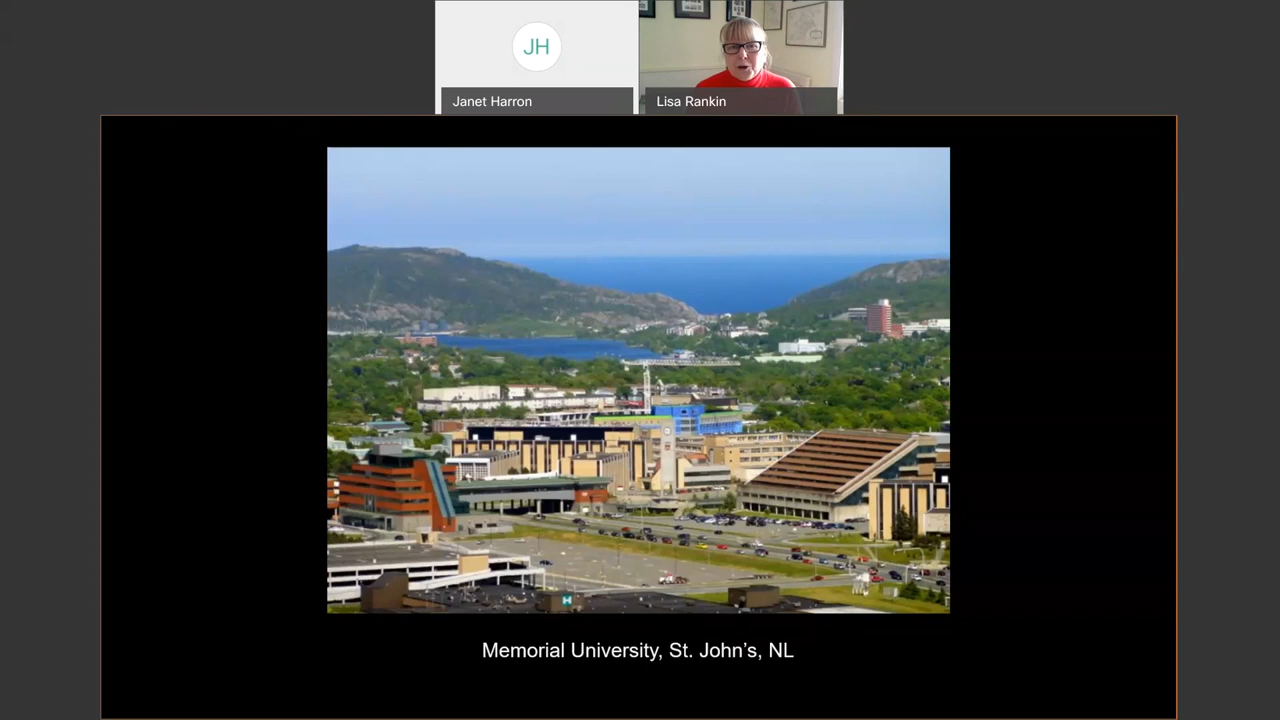 JH
Janet Harron
Lisa Rankin
H
Memorial University, St. John's, NL